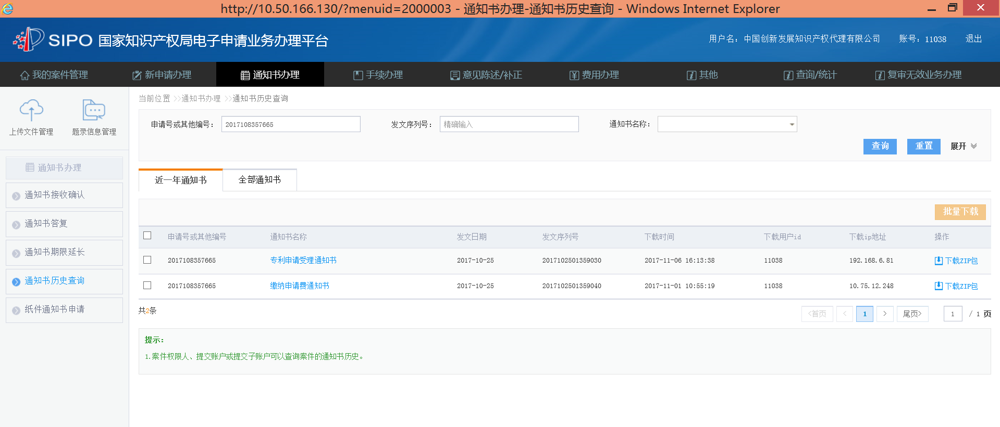 http://10.50.166.130/?menuid=2000003 - 通知书办理-通知书历史查询 - Windows Internet Explorer
SIPO 国家知识产权局电子申请业务办理平台
用户名：中国创新发展知识产权代理有限公司 账号：11038 退出
我的案件管理 新申请办理 通知书办理 手续办理 意见陈述/补正 费用办理 其他 查询/统计 复审无效业务办理
上传文件管理 题录信息管理
通知书办理
通知书接收确认
通知书答复
通知书期限延长
通知书历史查询
纸件通知书申请
当前位置 >>通知书办理 >>通知书历史查询
申请号或其他编号： 2017108357665 发文序列号： 精确输入 通知书名称：
查询 重置 展开
近一年通知书 全部通知书
批量下载
申请号或其他编号 通知书名称 发文日期 发文序列号 下载时间 下载用户id 下载ip地址 操作
2017108357665 专利申请受理通知书 2017-10-25 2017102501359030 2017-11-06 16:13:38 11038 192.168.6.81 下载ZIP包
2017108357665 缴纳申请费通知书 2017-10-25 2017102501359040 2017-11-01 10:55:19 11038 10.75.12.248 下载ZIP包
共2条
<首页 < 1 > 尾页> 1 / 1 页
提示：
1.案件权限人、提交账户或提交子账户可以查询案件的通知书历史。